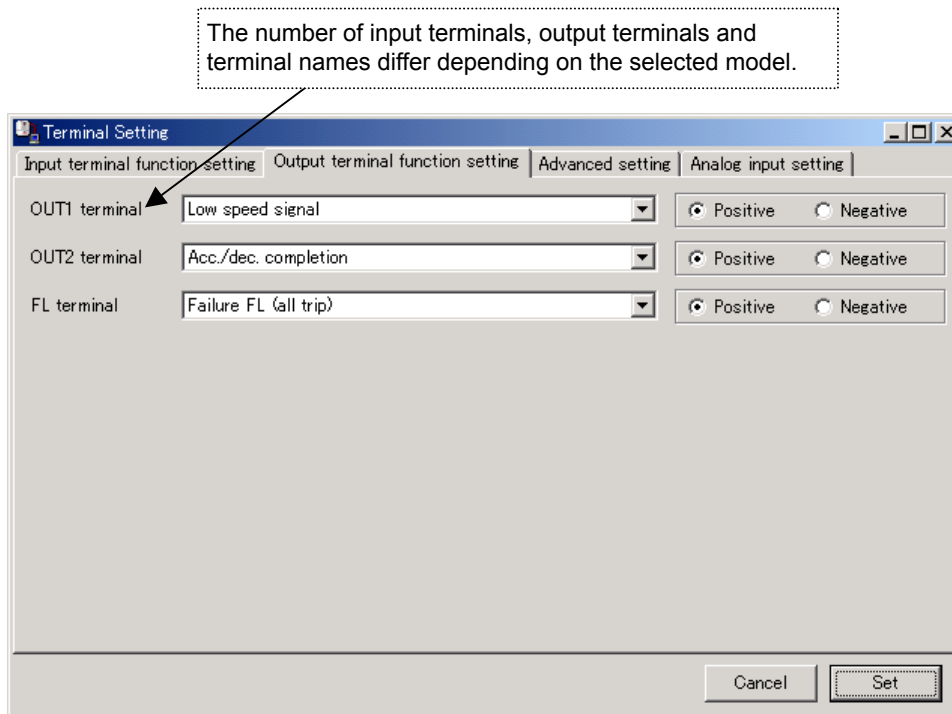 The number of input terminals, output terminals and
terminal names differ depending on the selected model.
Terminal Setting
Input terminal function setting Output terminal function setting Advanced setting Analog input setting
OUT1 terminal Low speed signal Positive Negative
OUT2 terminal Acc./dec. completion Positive Negative
FL terminal Failure FL (all trip) Positive Negative
Cancel Set